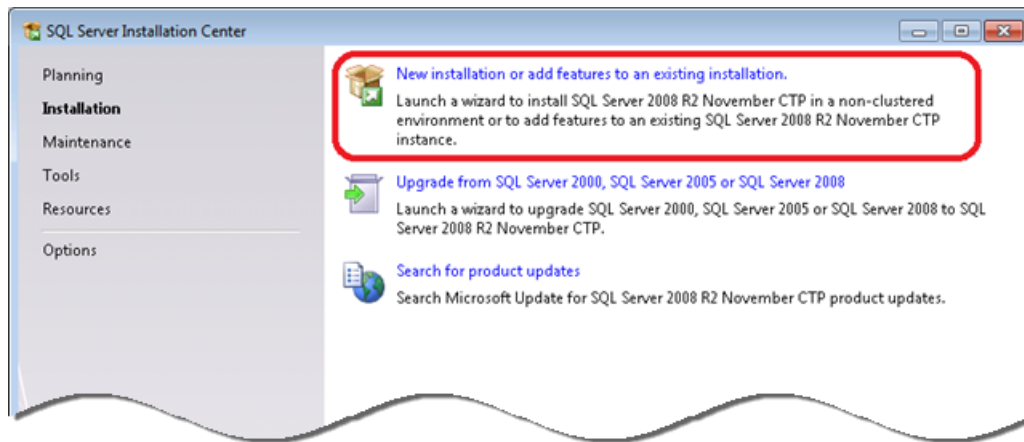 SQL Server Installation Center
Planning
Installation
Maintenance
Tools
Resources
Options
New installation or add features to an existing installation.
Launch a wizard to install SQL Server 2008 R2 November CTP in a non-clustered
environment or to add features to an existing SQL Server 2008 R2 November CTP
instance.
Upgrade from SQL Server 2000, SQL Server 2005 or SQL Server 2008
Launch a wizard to upgrade SQL Server 2000, SQL Server 2005 or SQL Server 2008 to SQL
Server 2008 R2 November CTP.
Search for product updates
Search Microsoft Update for SQL Server 2008 R2 November CTP product updates.